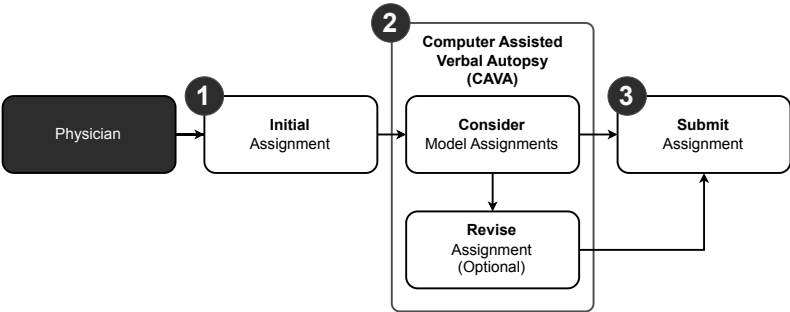 Physician
1
Initial
Assignment
2
Computer Assisted
Verbal Autopsy
(CAVA)
Consider
Model Assignments
Revise
Assignment
(Optional)
3
Submit
Assignment